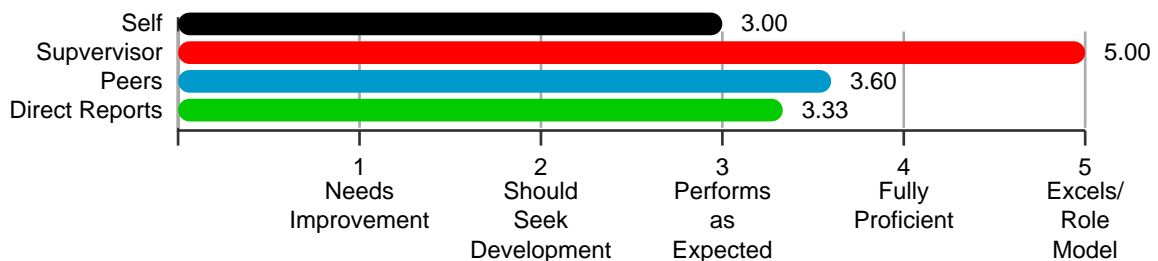 Self 3.00
Supvervisor 5.00
Peers 3.60
Direct Reports 3.33
1 2 3 4 5
Needs Should Performs Fully Excels/
Improvement Seek as Proficient Role
Development Expected Model